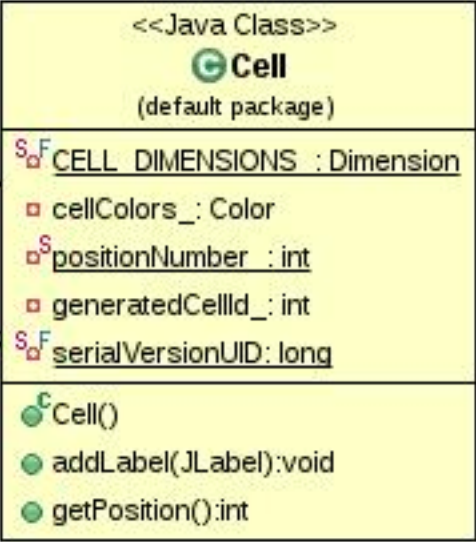 <<Java Class>>
C Cell
(default package)
S F CELL_DIMENSIONS_: Dimension
cellColors_: Color
S positionNumber_: int
generatedCellId_: int
S F serialVersionUID: long
C Cell()
addLabel(JLabel):void
getPosition():int